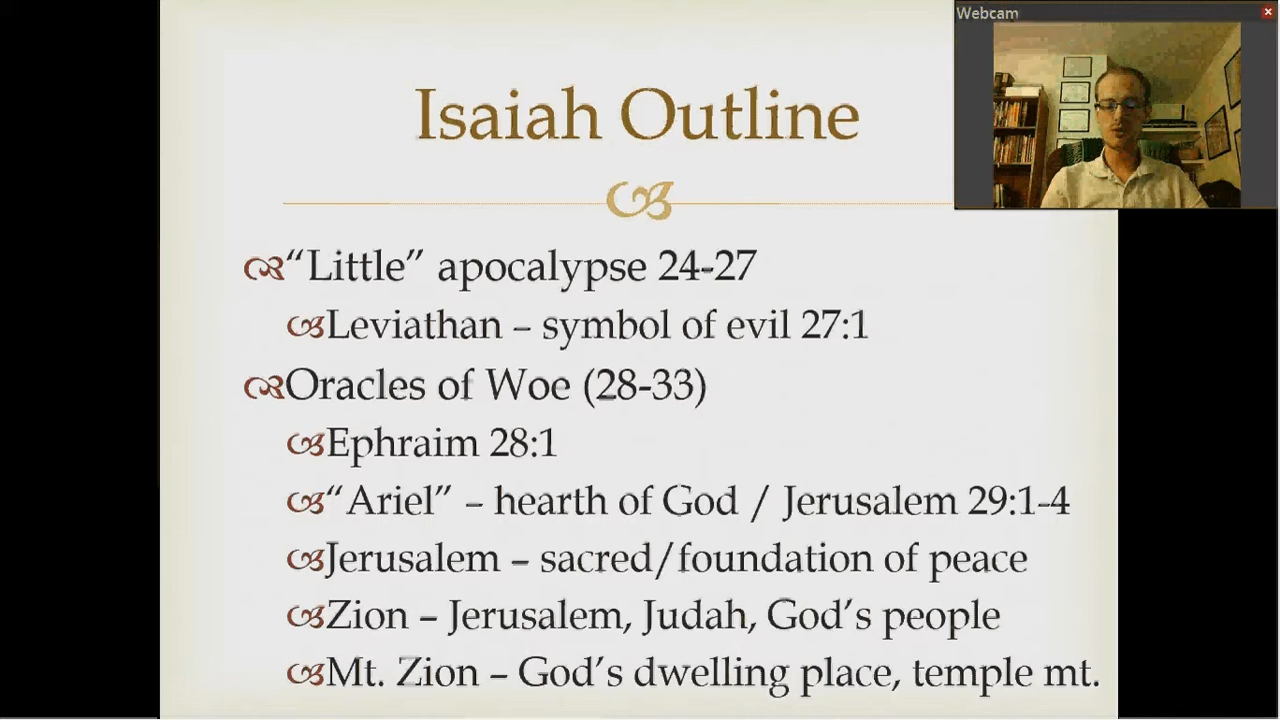 Webcam
Isaiah Outline
“Little” apocalypse 24-27
Leviathan – symbol of evil 27:1
Oracles of Woe (28-33)
Ephraim 28:1
“Ariel” – hearth of God / Jerusalem 29:1-4
Jerusalem – sacred/foundation of peace
Zion – Jerusalem, Judah, God’s people
Mt. Zion – God’s dwelling place, temple mt.